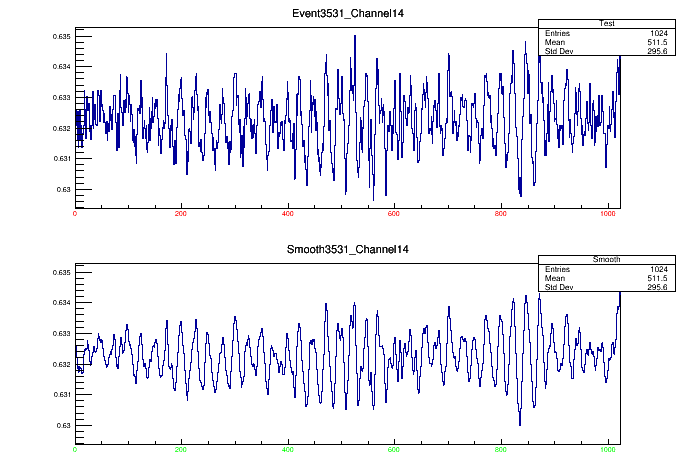 Event3531_Channel14
Test
Entries 1024
Mean 511.5
Std Dev 295.6
0.635
0.634
0.633
0.632
0.631
0.63
0 200 400 600 800 1000
Smooth3531_Channel14
Smooth
Entries 1024
Mean 511.5
Std Dev 295.6
0.635
0.634
0.633
0.632
0.631
0.63
0 200 400 600 800 1000